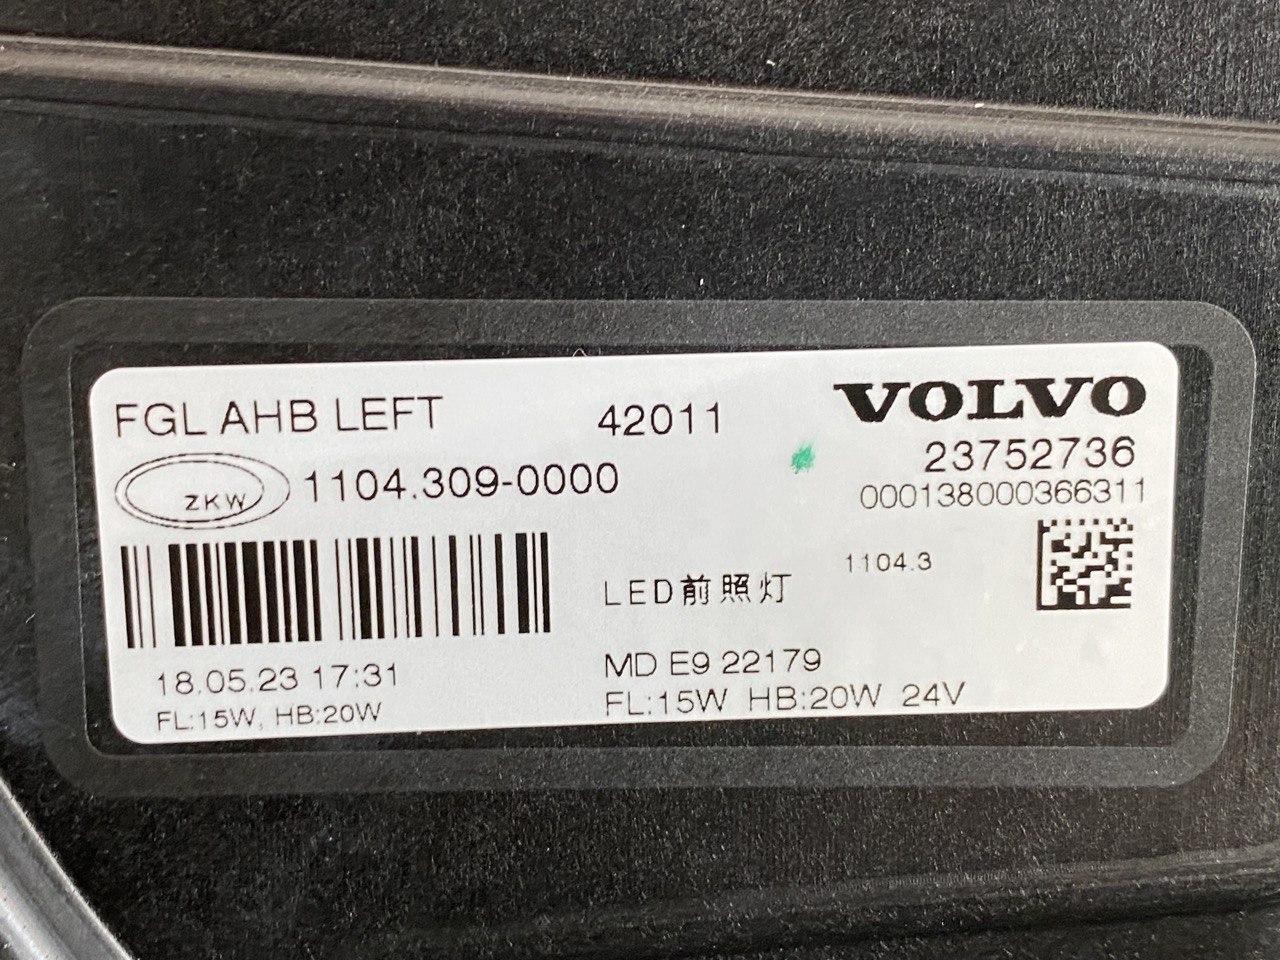 FGL AHB LEFT 42011 VOLVO
ZKW 1104.309-0000 23752736
000138000366311
LED前照灯 1104.3
18.05.23 17:31 MD E9 22179
FL:15W, HB:20W FL:15W HB:20W 24V